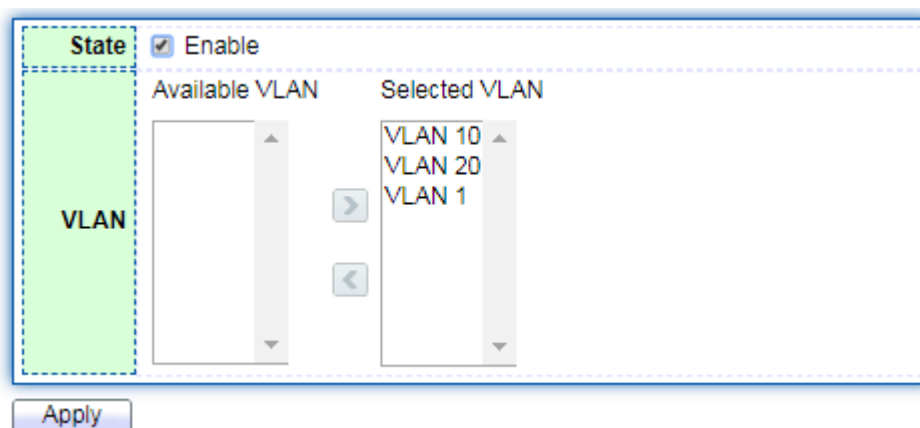 State Enable
Available VLAN Selected VLAN
VLAN 10
VLAN 20
VLAN 1
VLAN
Apply